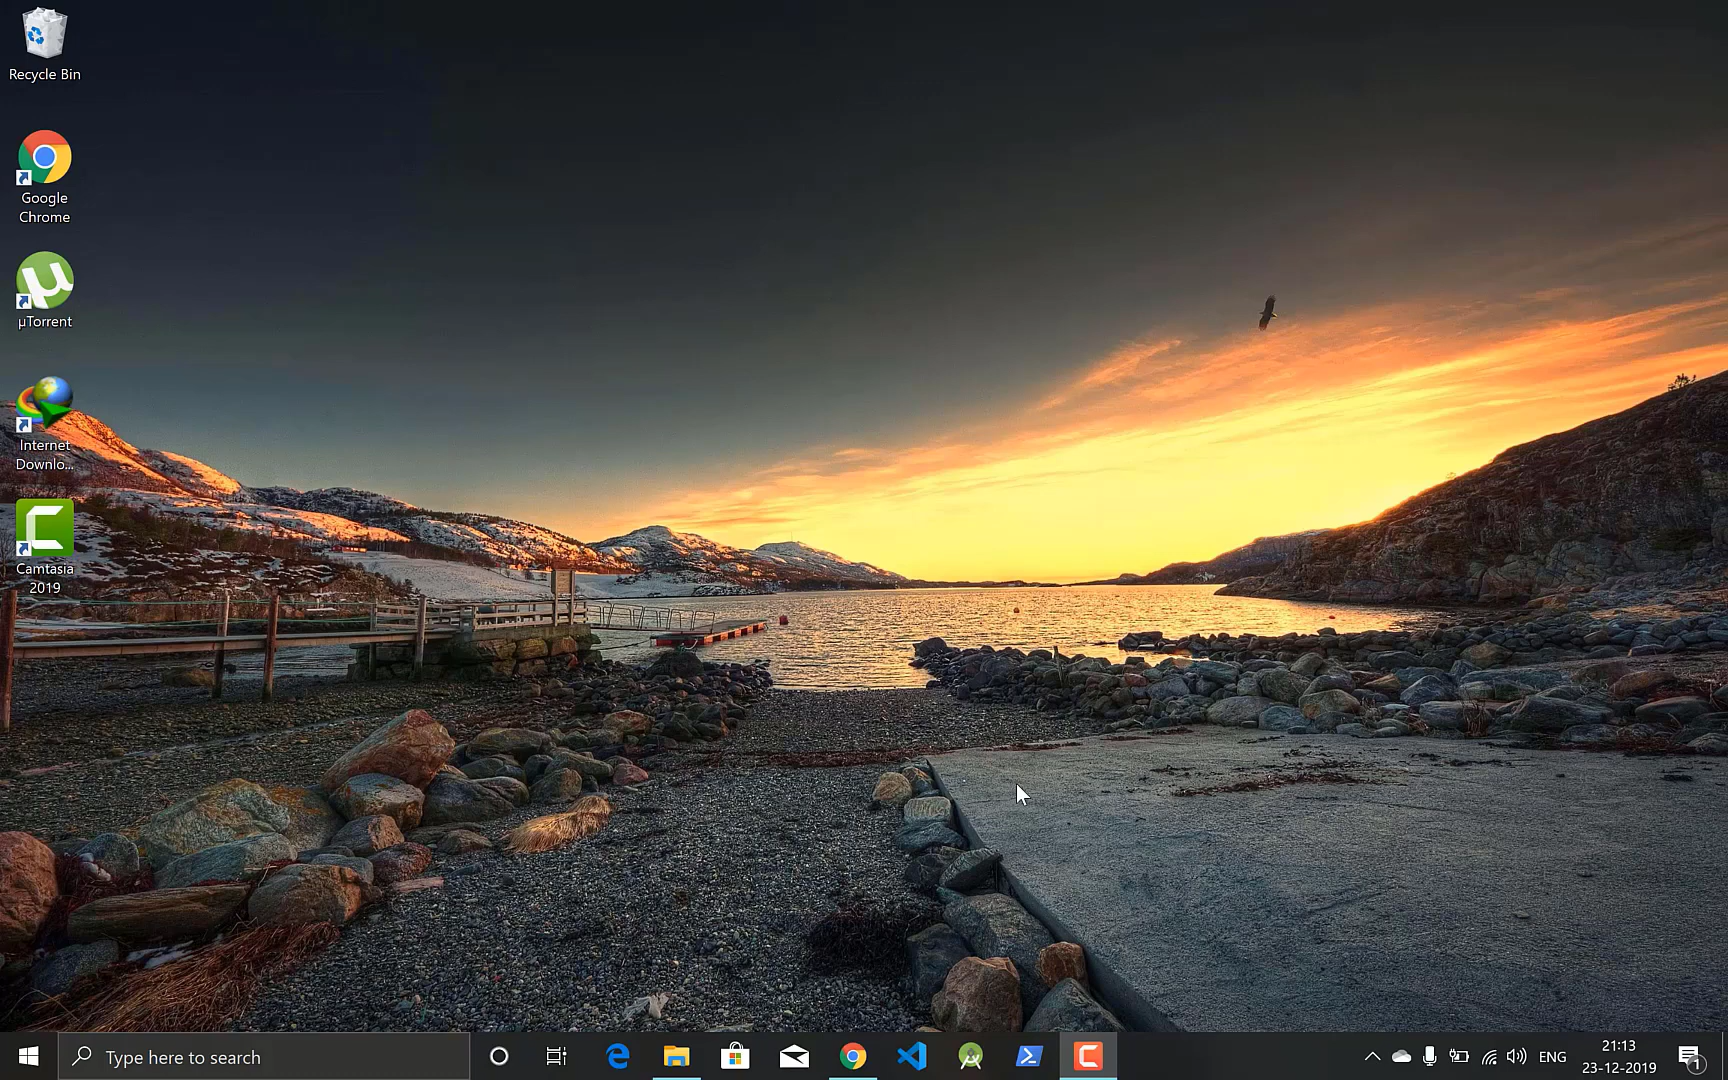 Recycle Bin
Google
Chrome
µTorrent
Internet
Downlo...
Camtasia
2019
Type here to search
ENG
21:13
23-12-2019
1